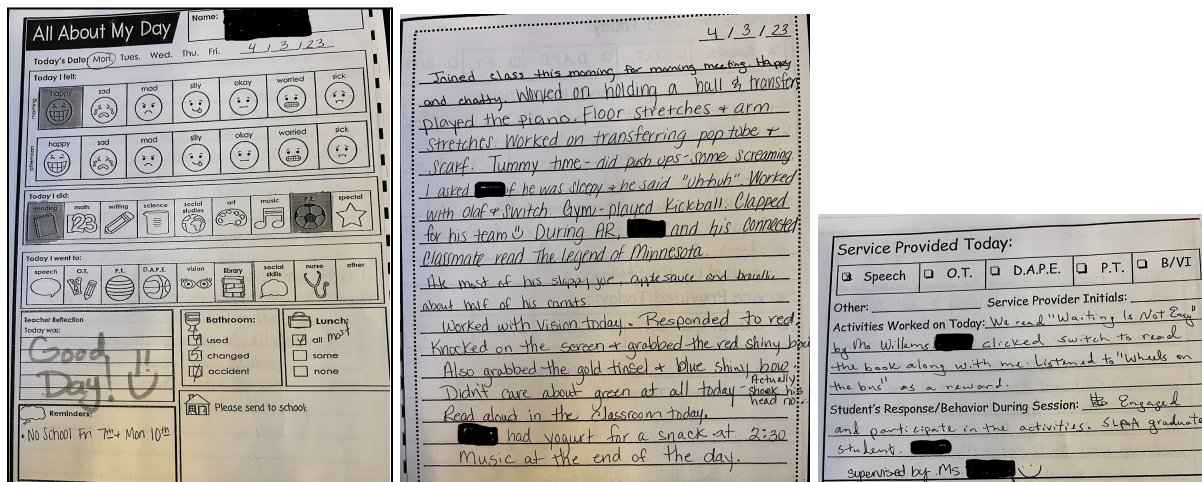 All About My Day
Name:
Today's Date: Mon. Tues. Wed. Thu. Fri. 4/3/23
Today I felt:
morning
happy sad mad silly okay worried sick
afternoon
happy sad mad silly okay worried sick
Today I did:
reading math writing science social studies art music P.E. special
Today I went to:
speech O.T. P.T. D.A.P.E. vision library social skills nurse other
Teacher Reflection
Today was:
Good
Day!!
Bathroom:
used
changed
accident
Lunch:
all most
some
none
Reminders:
• No School Fri 7th + Mon 10th
Please send to school:
4/3/23
Joined class this morning for morning meeting. Happy
and chatty. Worked on holding a ball & transfers
played the piano. Floor stretches + arm
stretches. Worked on transferring pop tube +
scarf. Tummy time - did push ups - some screaming.
I asked if he was sleepy + he said "uh-huh". Worked
with Olaf + switch Gym - played Kickball. Clapped
for his team During AR, and his connected
classmate read The legend of Minnesota.
Ate most of his sloppy joe, applesauce and brocolli
about half of his carrots.
Worked with Vision today. Responded to red
Knocked on the screen + grabbed the red shiny bow
Also grabbed the gold tinsel + blue shiny bow.
Didn't care about green at all today - Actually shook his head no.
Read aloud in the classroom today.
had yogurt for a snack at 2:30
Music at the end of the day.
Service Provided Today:
Speech O.T. D.A.P.E. P.T. B/VI
Other: Service Provider Initials:
Activities Worked on Today: We read "Waiting Is Not Easy"
by Mo Willems clicked switch to read
the book along with me. Listened to "Wheels on
the bus" as a reward.
Student's Response/Behavior During Session: Engaged
and participate in the activities. graduate
student.
supervised by Ms.